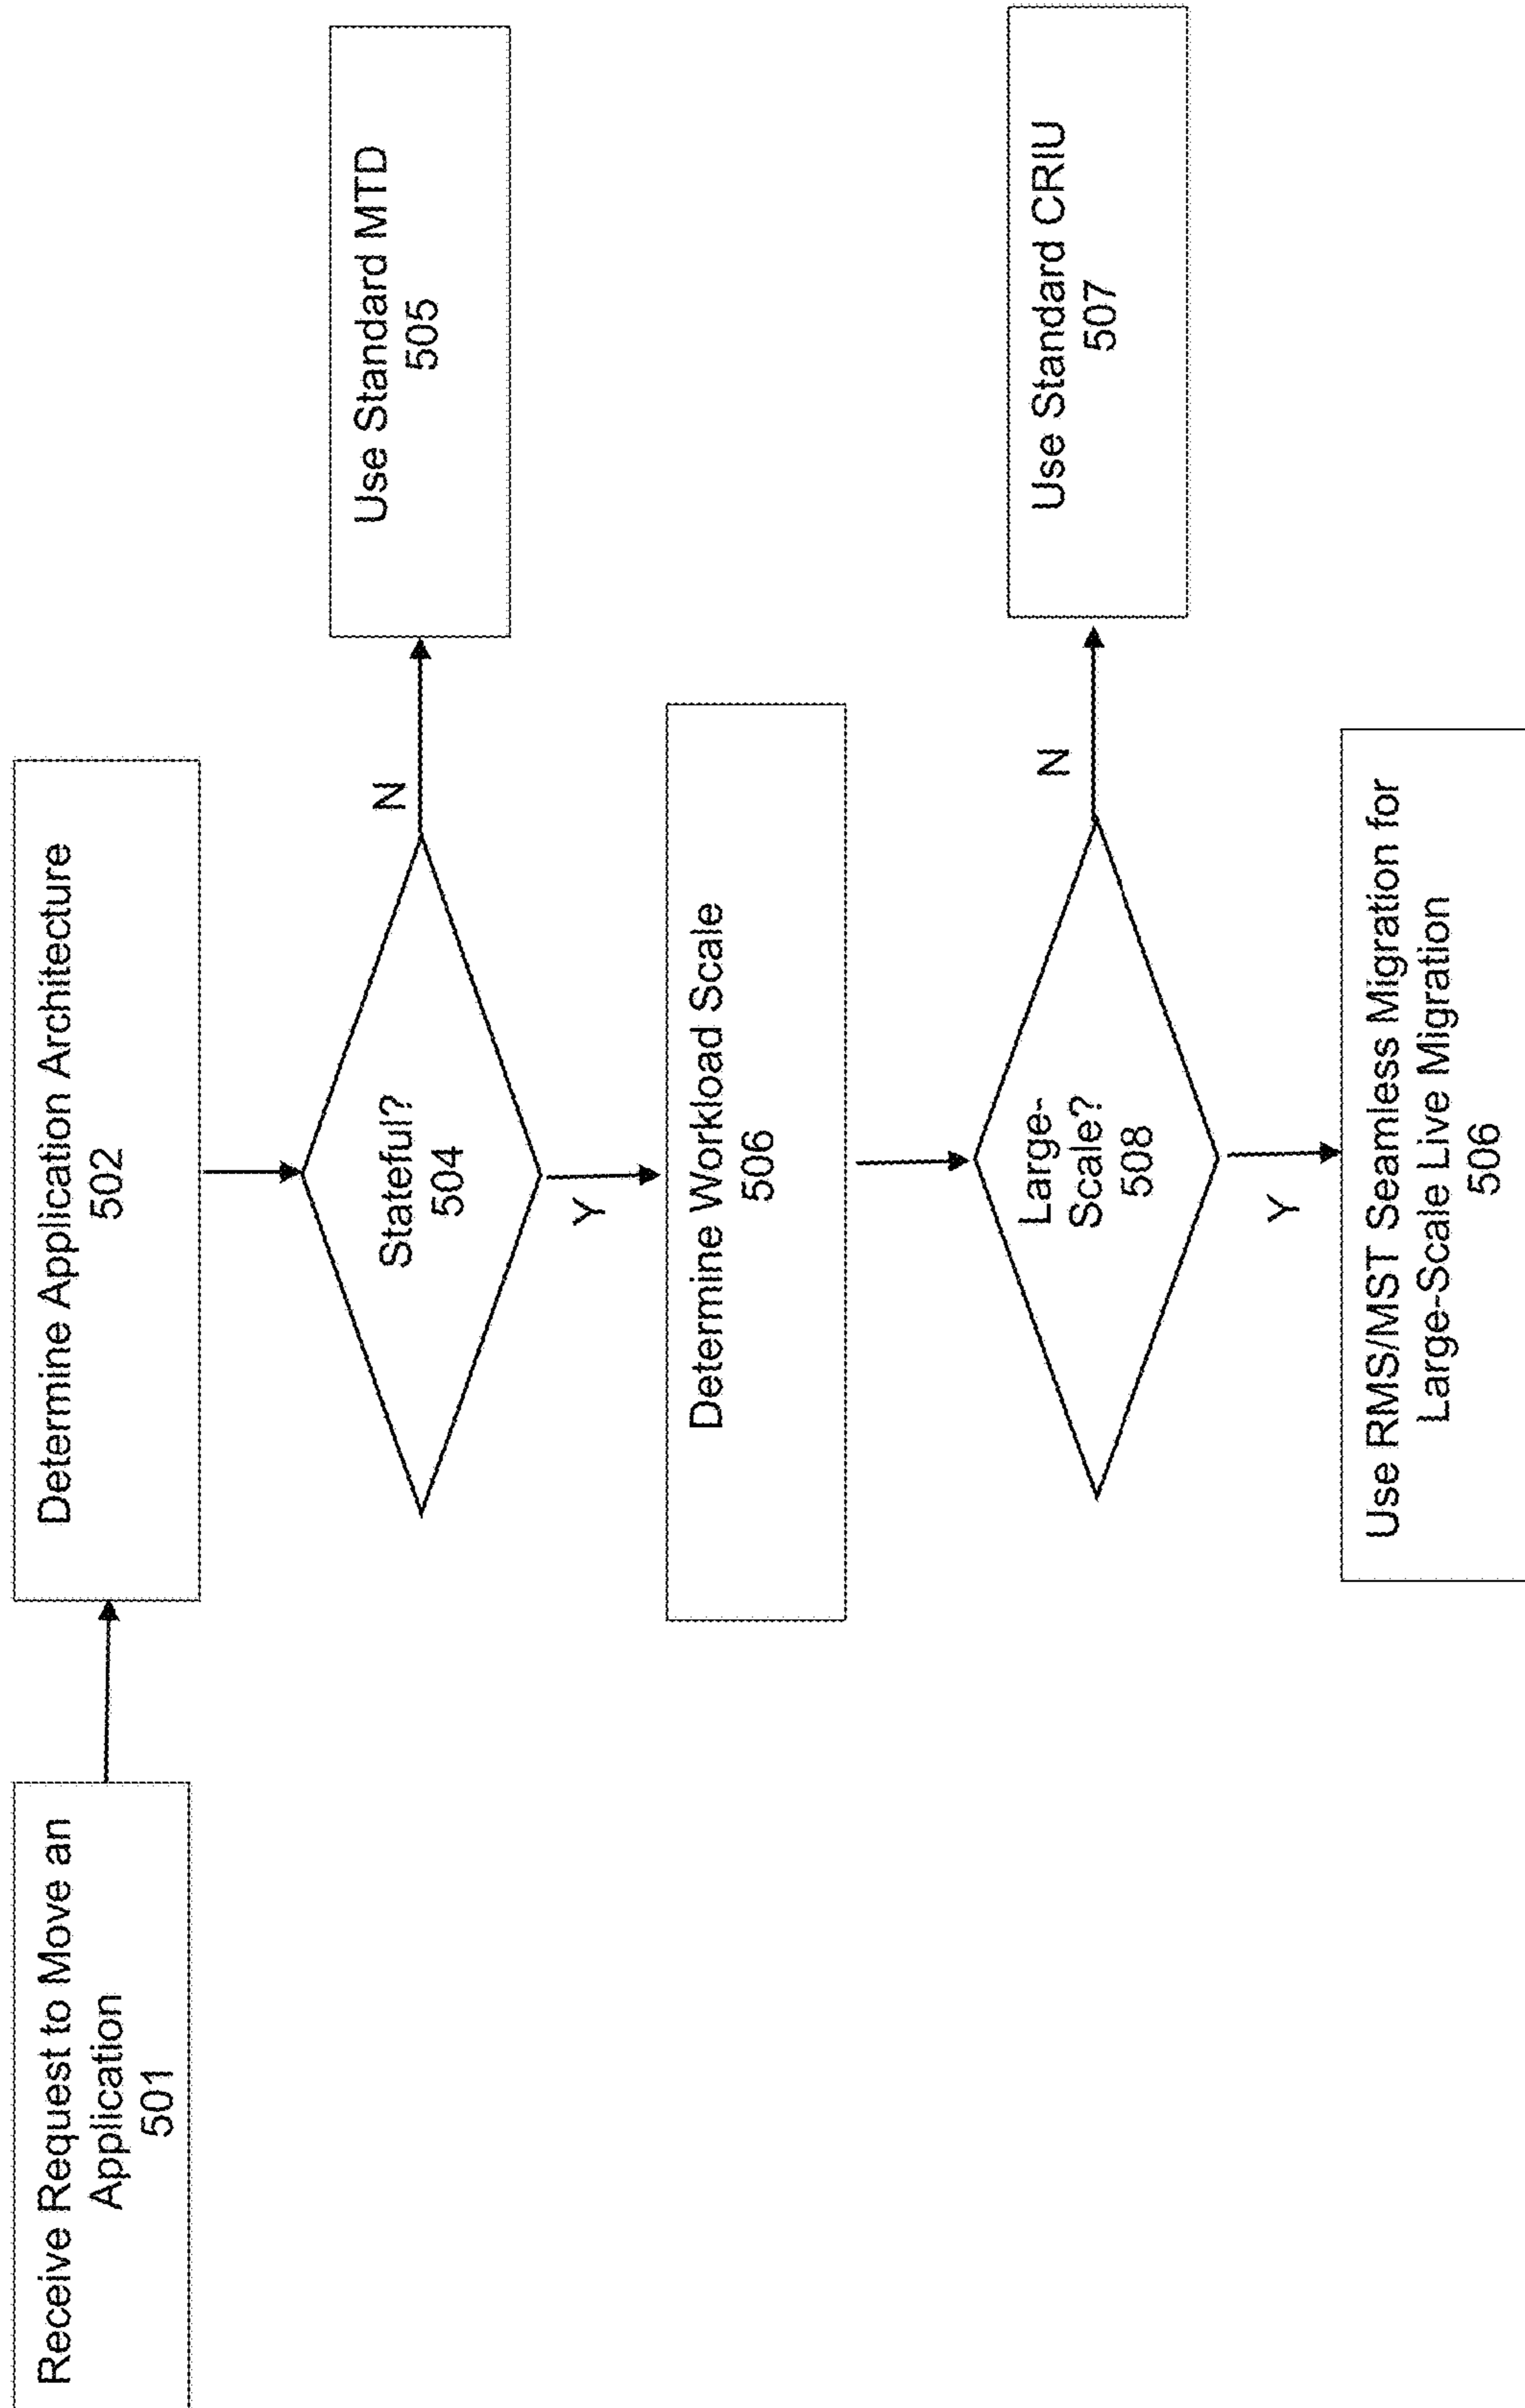 Receive Request to Move an
Application
501
Determine Application Architecture
502
Stateful?
504
N
Use Standard MTD
505
Y
Determine Workload Scale
506
Large-
Scale?
508
N
Use Standard CRIU
507
Y
Use RMS/MST Seamless Migration for
Large-Scale Live Migration
506